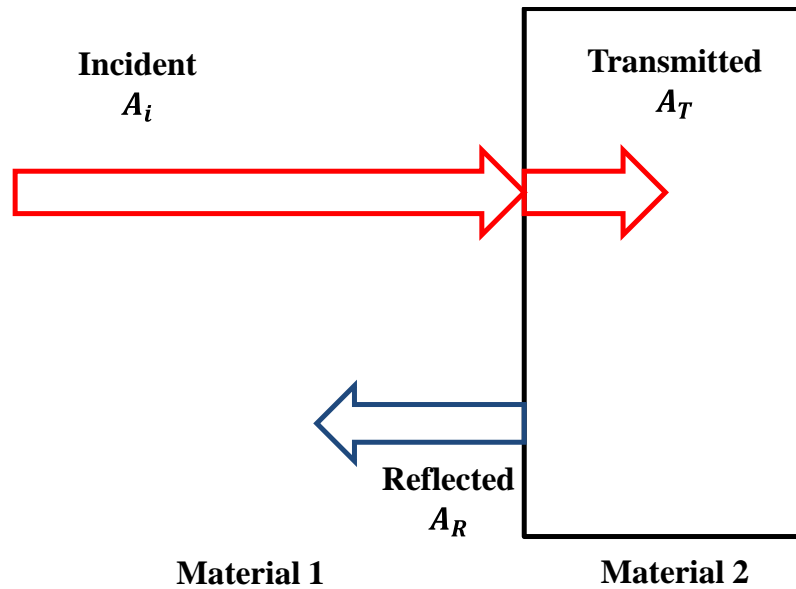 Incident
A_i
Transmitted
A_T
Reflected
A_R
Material 1
Material 2